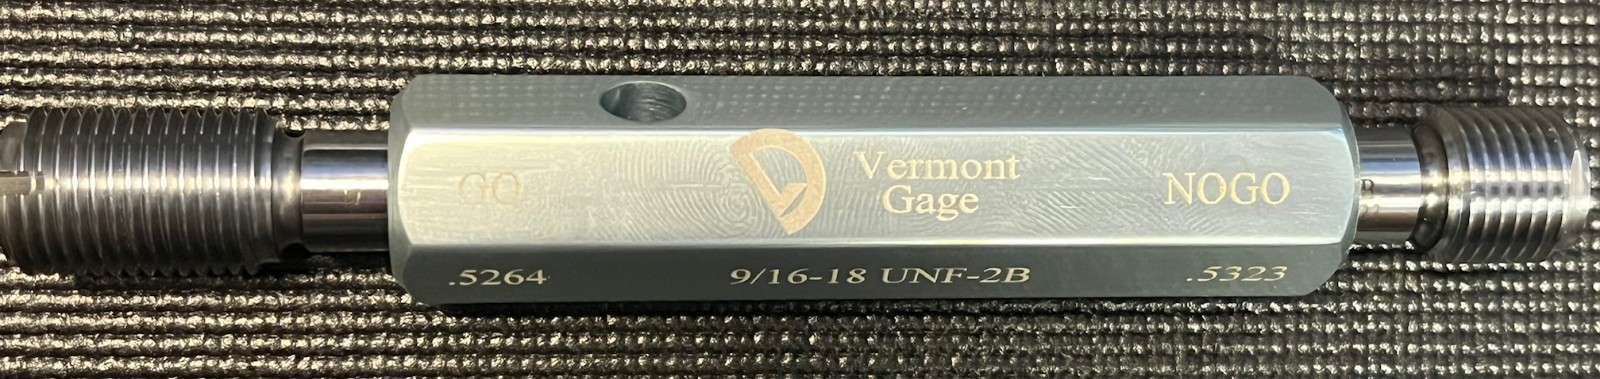 GO
Vermont
Gage
NOGO
.5264
9/16-18 UNF-2B
.5323